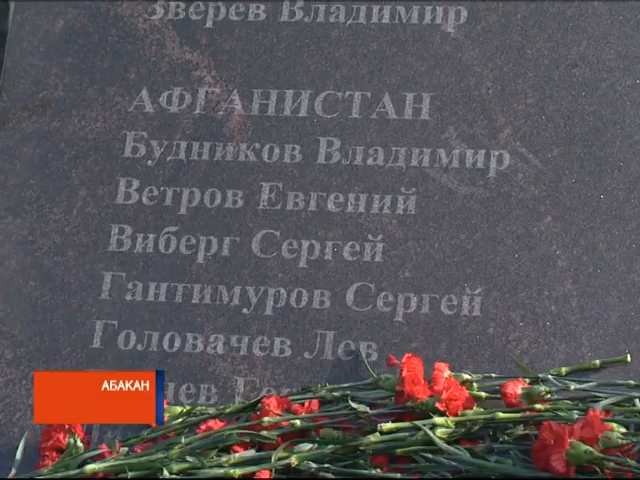 Зверев Владимир
АФГАНИСТАН
Будников Владимир
Ветров Евгений
Виберг Сергей
Гантимуров Сергей
Головачев Лев
АБАКАН